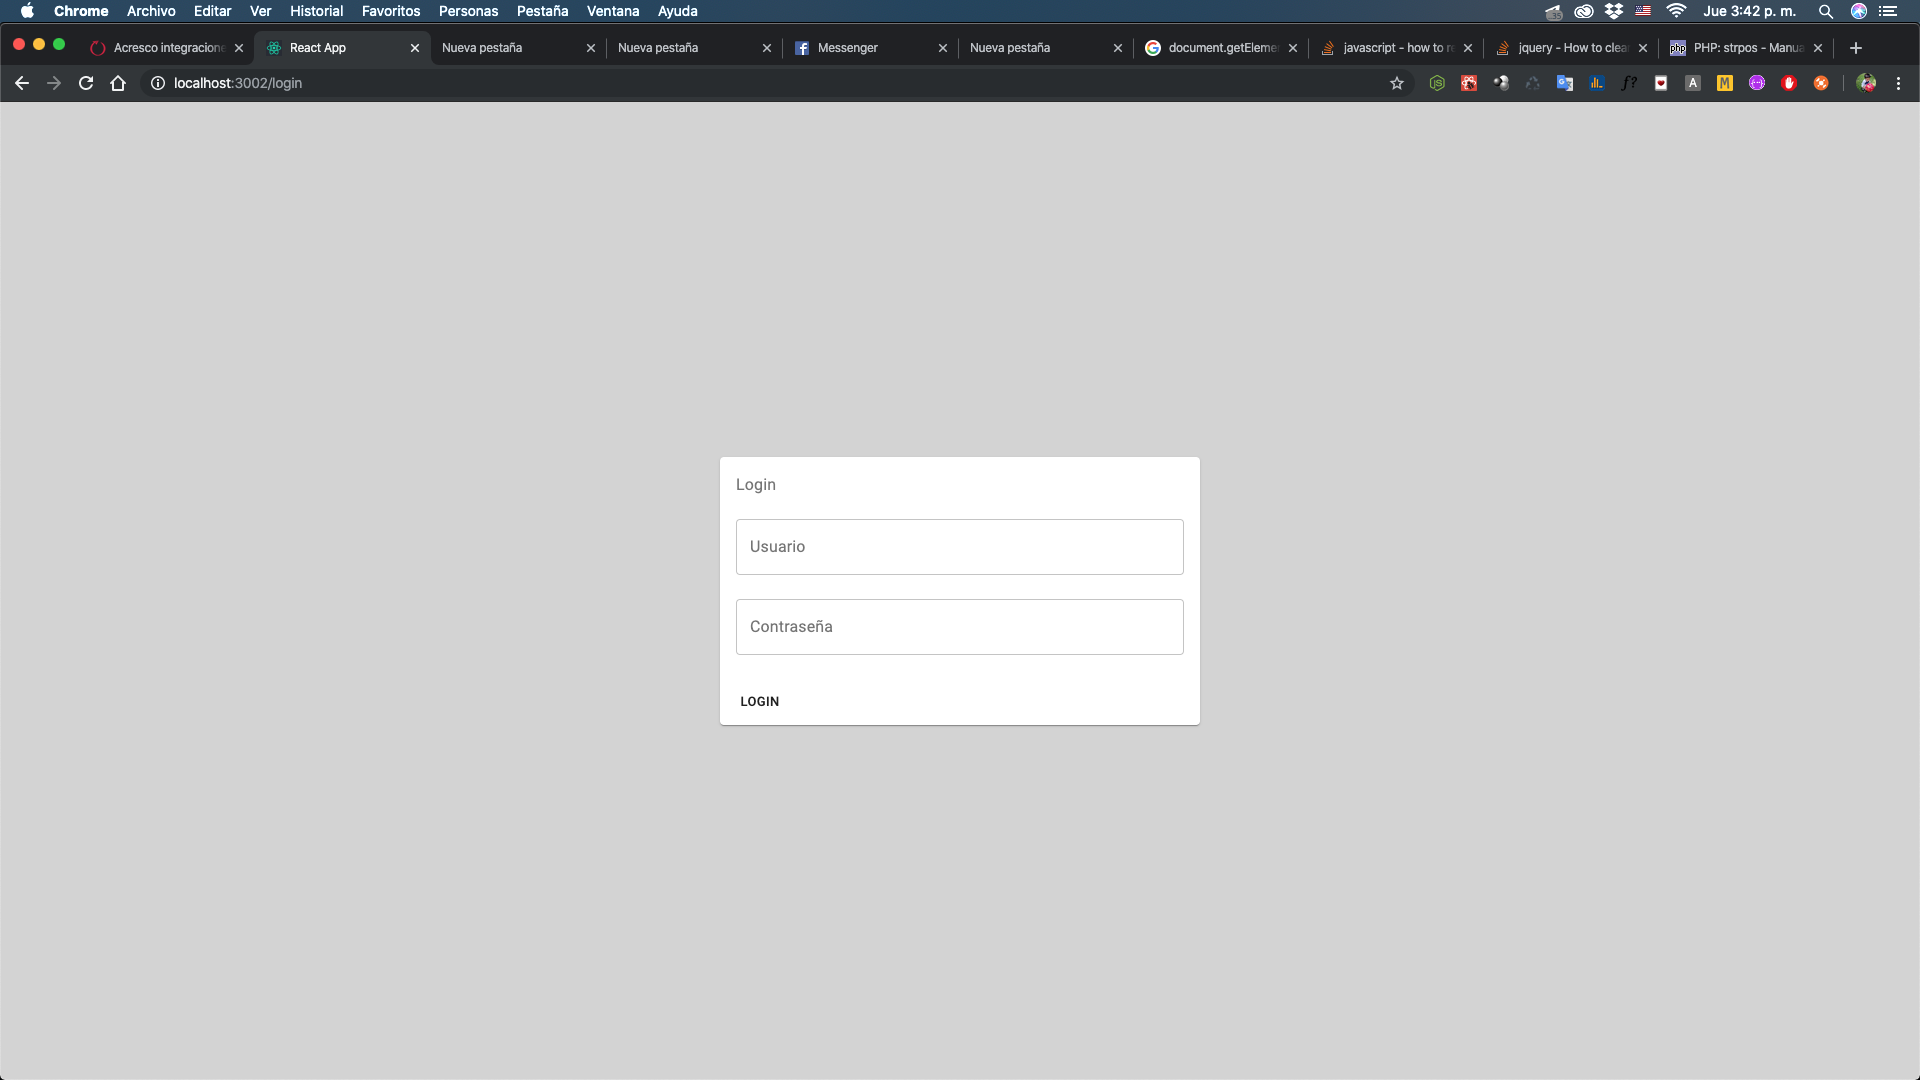 Chrome Archivo Editar Ver Historial Favoritos Personas Pestaña Ventana Ayuda Jue 3:42 p. m.
Acresco integracione React App Nueva pestaña Nueva pestaña Messenger Nueva pestaña document.getEleme javascript - how to re jquery - How to clea PHP: strpos - Manua
localhost:3002/login
Login
Usuario
Contraseña
LOGIN